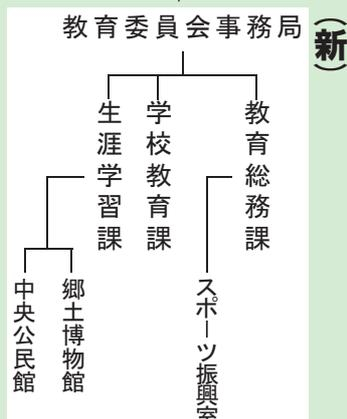 （新）
教育委員会事務局
教育総務課
スポーツ振興室
学校教育課
生涯学習課
郷土博物館
中央公民館